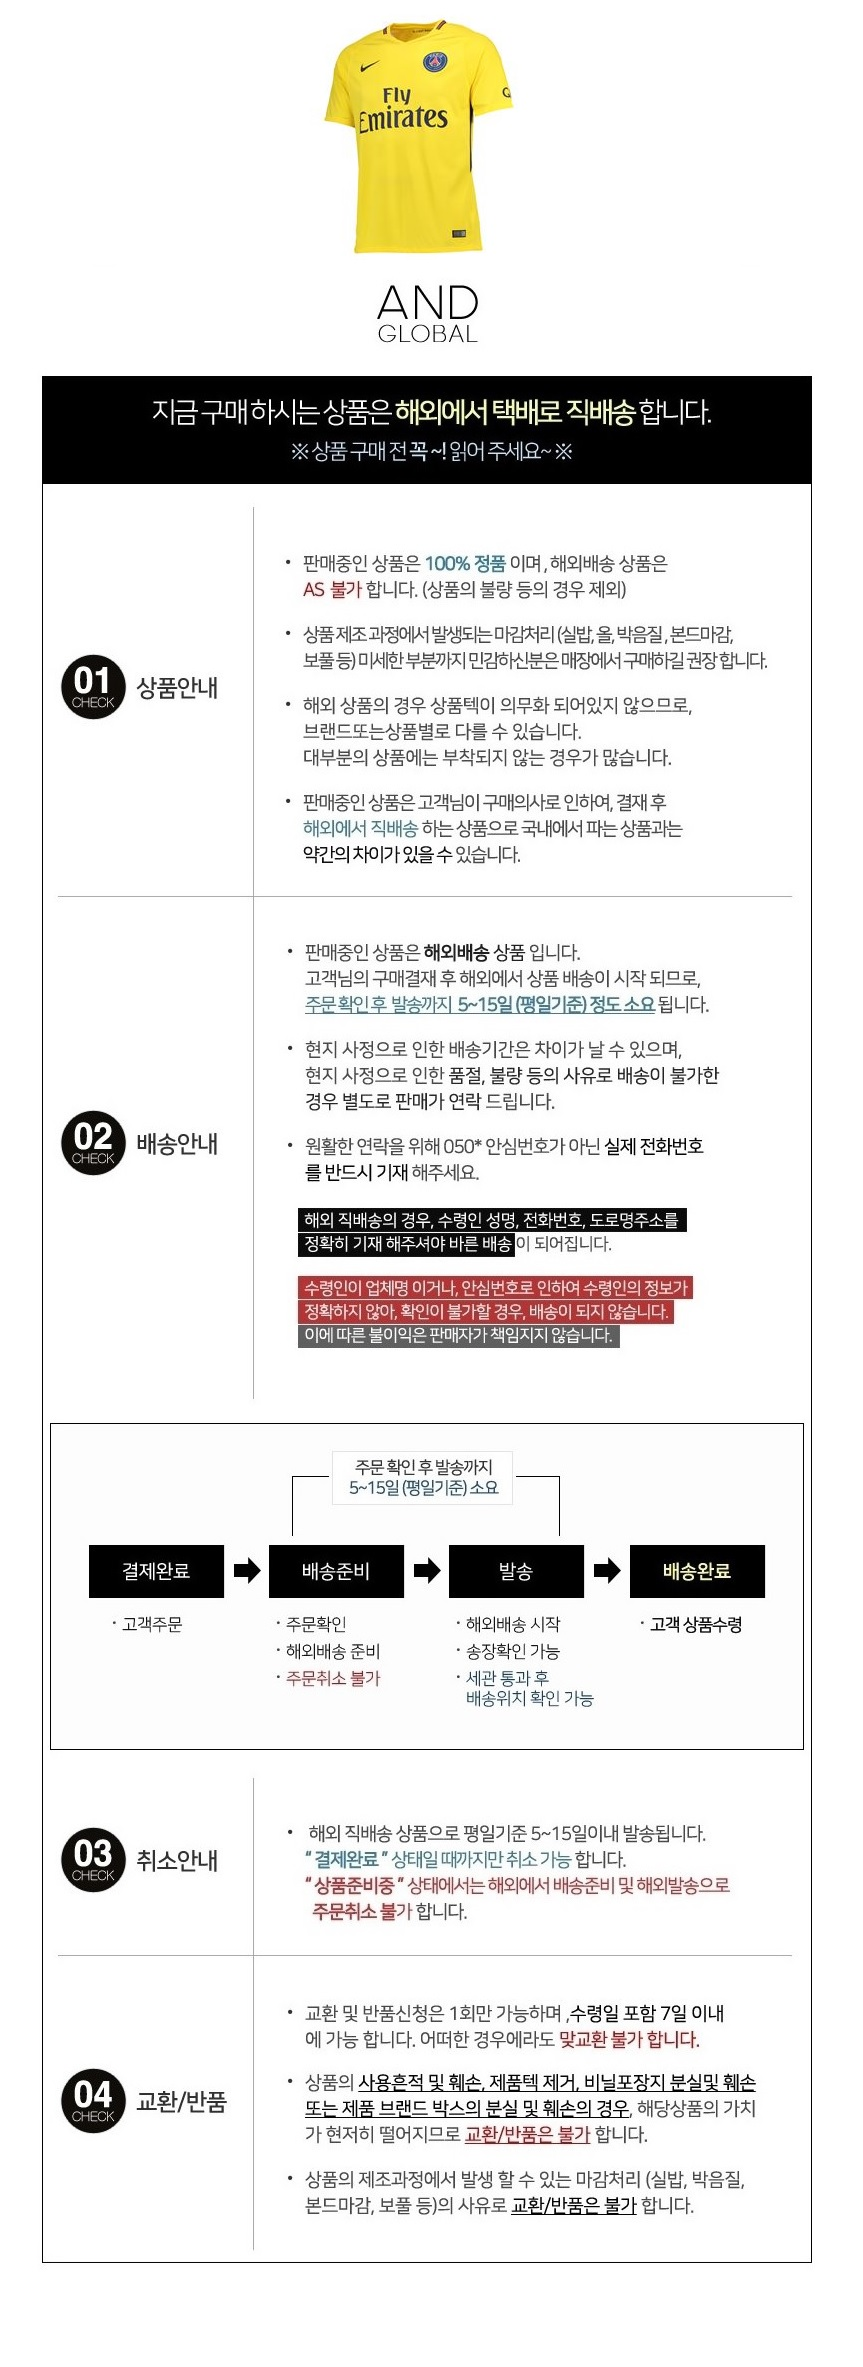 Fly
Emirates
AND
GLOBAL
지금 구매 하시는 상품은 해외에서 택배로 직배송 합니다.
※ 상품 구매 전 꼭 ~! 읽어 주세요~ ※
01
CHECK
상품안내
• 판매중인 상품은 100% 정품 이며 , 해외배송 상품은
AS 불가 합니다. (상품의 불량 등의 경우 제외)
• 상품 제조 과정에서 발생되는 마감처리 (실밥, 올, 박음질 , 본드마감,
보풀 등) 미세한 부분까지 민감하신분은 매장에서 구매하길 권장 합니다.
• 해외 상품의 경우 상품텍이 의무화 되어있지 않으므로,
브랜드또는상품별로 다를 수 있습니다.
대부분의 상품에는 부착되지 않는 경우가 많습니다.
• 판매중인 상품은 고객님이 구매의사로 인하여, 결재 후
해외에서 직배송 하는 상품으로 국내에서 파는 상품과는
약간의 차이가 있을 수 있습니다.
02
CHECK
배송안내
• 판매중인 상품은 해외배송 상품 입니다.
고객님의 구매결재 후 해외에서 상품 배송이 시작 되므로,
주문 확인 후 발송까지 5~15일 (평일기준) 정도 소요 됩니다.
• 현지 사정으로 인한 배송기간은 차이가 날 수 있으며,
현지 사정으로 인한 품절, 불량 등의 사유로 배송이 불가한
경우 별도로 판매가 연락 드립니다.
• 원활한 연락을 위해 050* 안심번호가 아닌 실제 전화번호
를 반드시 기재 해주세요.
해외 직배송의 경우, 수령인 성명, 전화번호, 도로명주소를
정확히 기재 해주셔야 바른 배송이 되어집니다.
수령인이 업체명 이거나, 안심번호로 인하여 수령인의 정보가
정확하지 않아, 확인이 불가할 경우, 배송이 되지 않습니다.
이에 따른 불이익은 판매자가 책임지지 않습니다.
주문 확인 후 발송까지
5~15일 (평일기준) 소요
결제완료
배송준비
발송
배송완료
· 고객주문
· 주문확인
· 해외배송 준비
· 주문취소 불가
· 해외배송 시작
· 송장확인 가능
· 세관 통과 후
배송위치 확인 가능
· 고객 상품수령
03
CHECK
취소안내
• 해외 직배송 상품으로 평일기준 5~15일이내 발송됩니다.
" 결제완료 " 상태일 때까지만 취소 가능 합니다.
" 상품준비중 " 상태에서는 해외에서 배송준비 및 해외발송으로
주문취소 불가 합니다.
04
CHECK
교환/반품
• 교환 및 반품신청은 1회만 가능하며 ,수령일 포함 7일 이내
에 가능 합니다. 어떠한 경우에라도 맞교환 불가 합니다.
• 상품의 사용흔적 및 훼손, 제품텍 제거, 비닐포장지 분실및 훼손
또는 제품 브랜드 박스의 분실 및 훼손의 경우, 해당상품의 가치
가 현저히 떨어지므로 교환/반품은 불가 합니다.
• 상품의 제조과정에서 발생 할 수 있는 마감처리 (실밥, 박음질,
본드마감, 보풀 등)의 사유로 교환/반품은 불가 합니다.